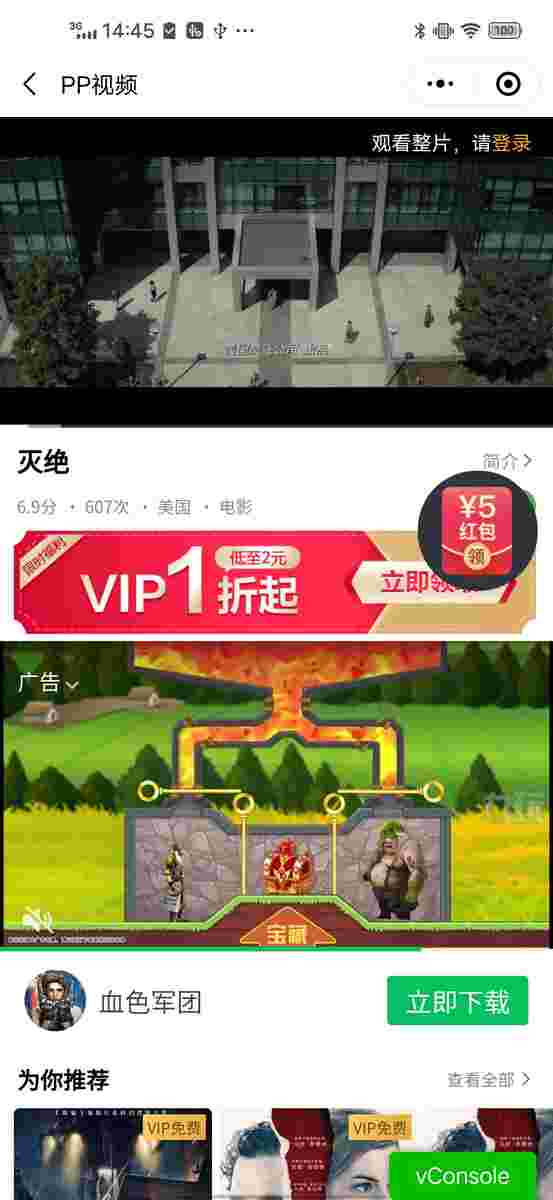 3G 14:45 100
PP视频
观看整片，请登录
灭绝
简介
6.9分 · 607次 · 美国 · 电影
¥5
红包
领
限时福利
低至2元
VIP1折起
立即领
广告
宝藏
血色军团
立即下载
为你推荐
查看全部
VIP免费
VIP免费
vConsole